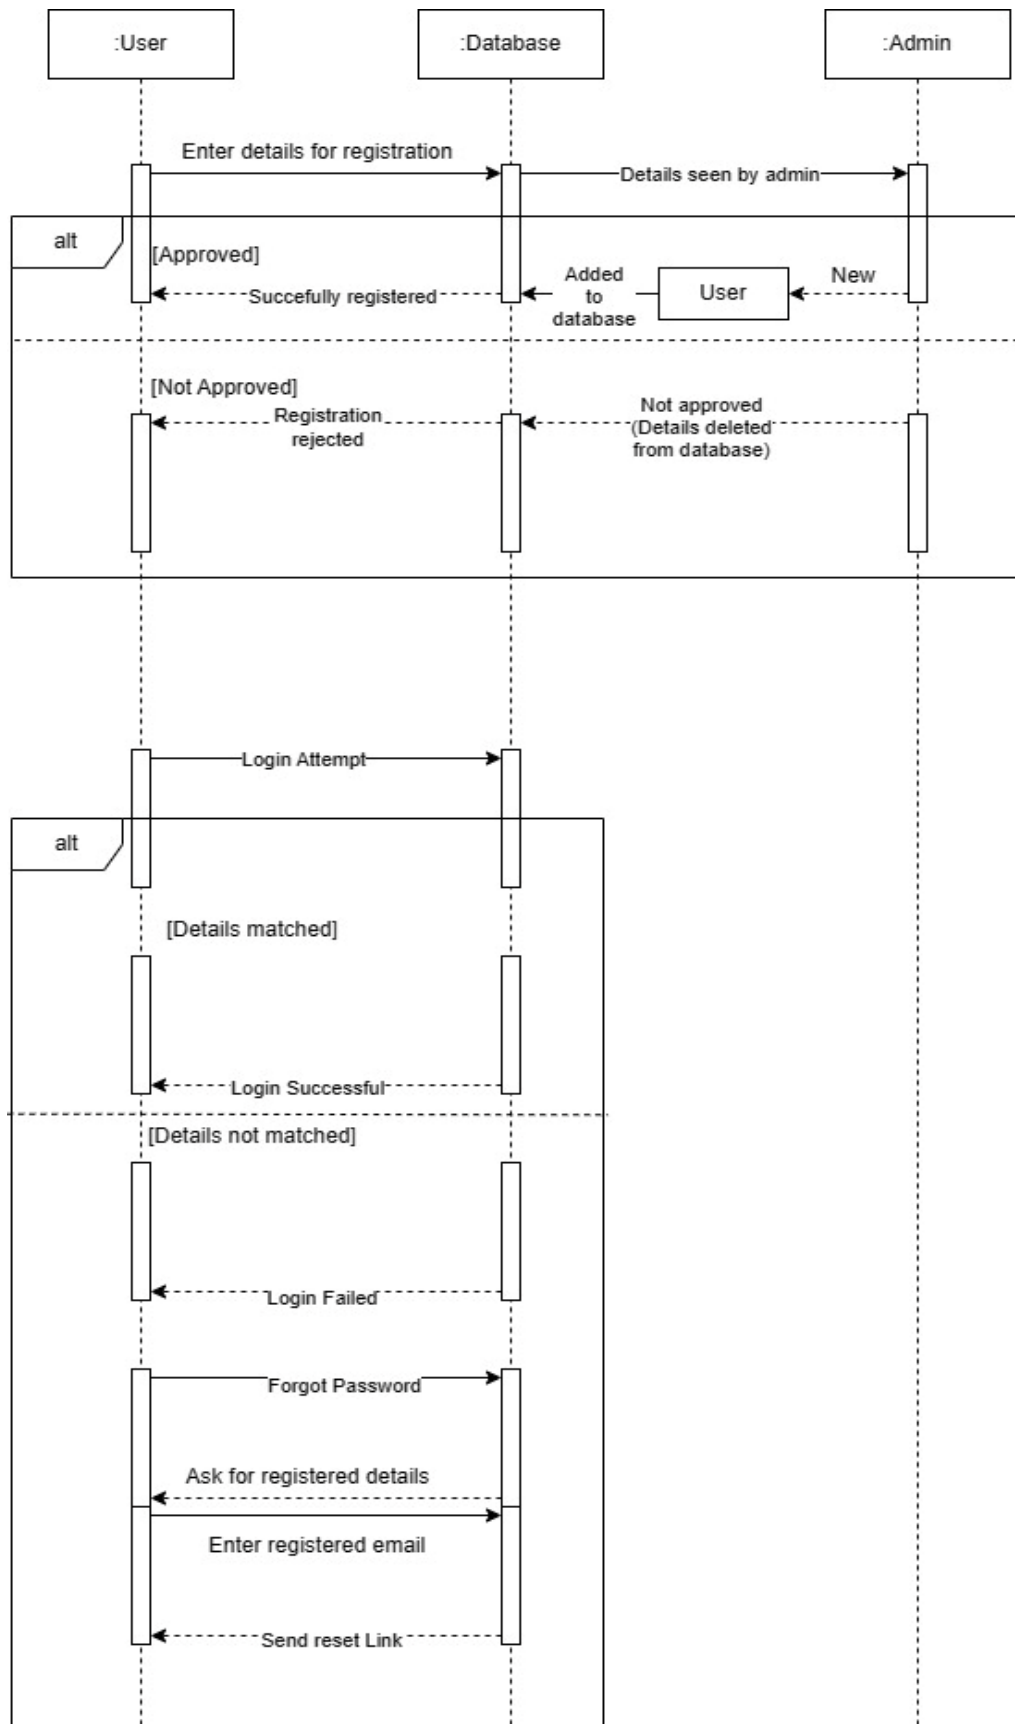 :User
:Database
:Admin
Enter details for registration
Details seen by admin
alt
[Approved]
Succefully registered
Added
to
database
User
New
[Not Approved]
Registration
rejected
Not approved
(Details deleted
from database)
Login Attempt
alt
[Details matched]
Login Successful
[Details not matched]
Login Failed
Forgot Password
Ask for registered details
Enter registered email
Send reset Link